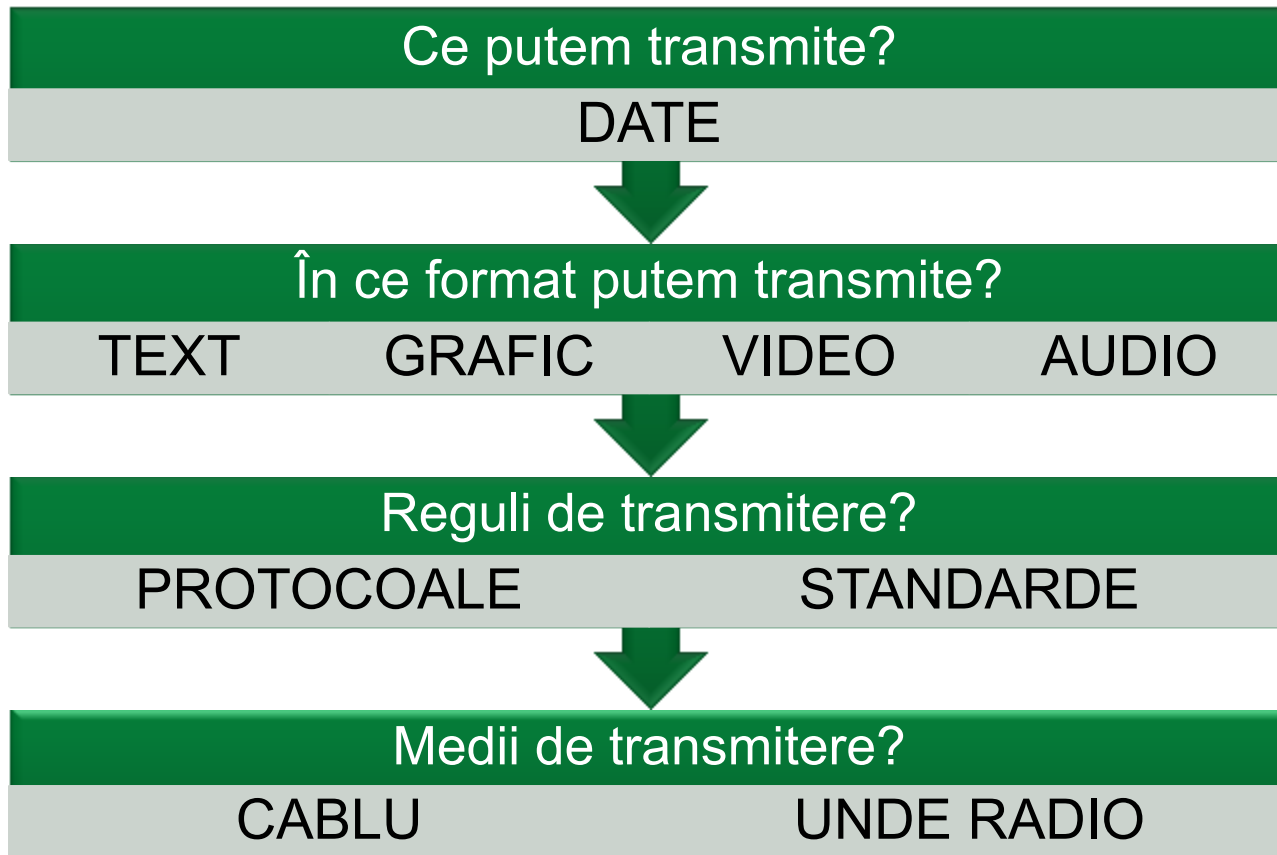 Ce putem transmite?
DATE
În ce format putem transmite?
TEXT GRAFIC VIDEO AUDIO
Reguli de transmitere?
PROTOCOALE STANDARDE
Medii de transmitere?
CABLU UNDE RADIO